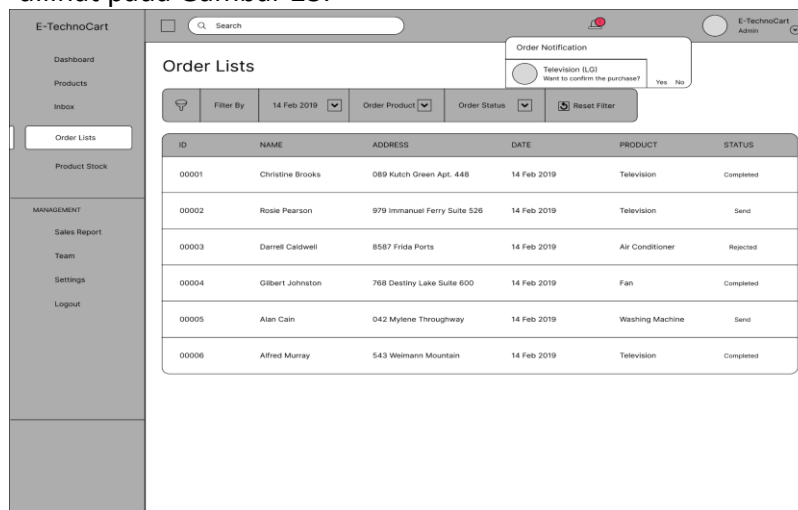 E-TechnoCart
Search
E-TechnoCart
Admin
Order Notification
Television (LG)
Want to confirm the purchase?
Yes No
Dashboard
Products
Inbox
Order Lists
Product Stock
MANAGEMENT
Sales Report
Team
Settings
Logout
Order Lists
Filter By 14 Feb 2019 Order Product Order Status Reset Filter
ID NAME ADDRESS DATE PRODUCT STATUS
00001 Christine Brooks 089 Kutch Green Apt. 448 14 Feb 2019 Television Completed
00002 Rosie Pearson 979 Immanuel Ferry Suite 526 14 Feb 2019 Television Send
00003 Darrell Caldwell 8587 Frida Ports 14 Feb 2019 Air Conditioner Rejected
00004 Gilbert Johnston 768 Destiny Lake Suite 600 14 Feb 2019 Fan Completed
00005 Alan Cain 042 Mylene Throughway 14 Feb 2019 Washing Machine Send
00006 Alfred Murray 543 Weimann Mountain 14 Feb 2019 Television Completed